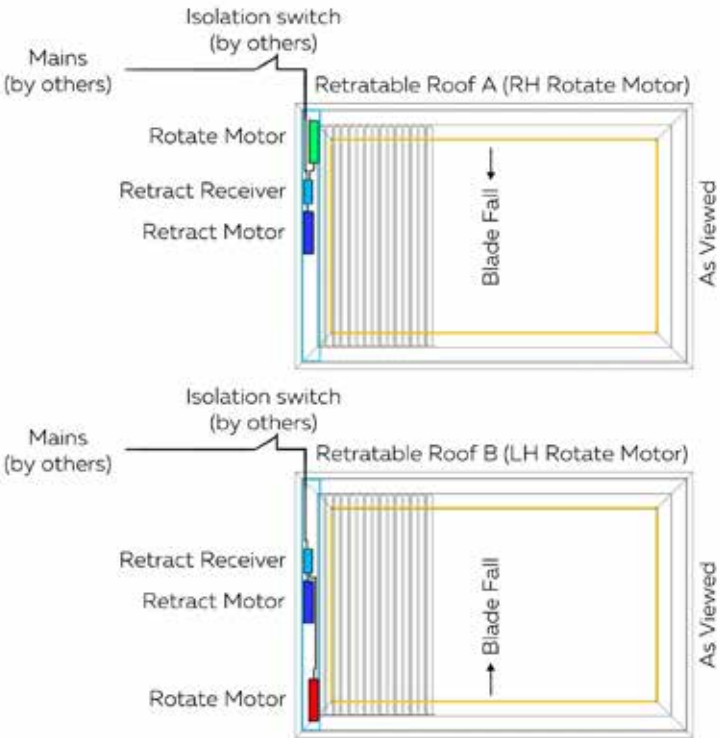 Isolation switch
(by others)
Mains
(by others)
Retratable Roof A (RH Rotate Motor)
Rotate Motor
Retract Receiver
Retract Motor
Blade Fall
As Viewed
Isolation switch
(by others)
Mains
(by others)
Retratable Roof B (LH Rotate Motor)
Retract Receiver
Retract Motor
Rotate Motor
Blade Fall
As Viewed